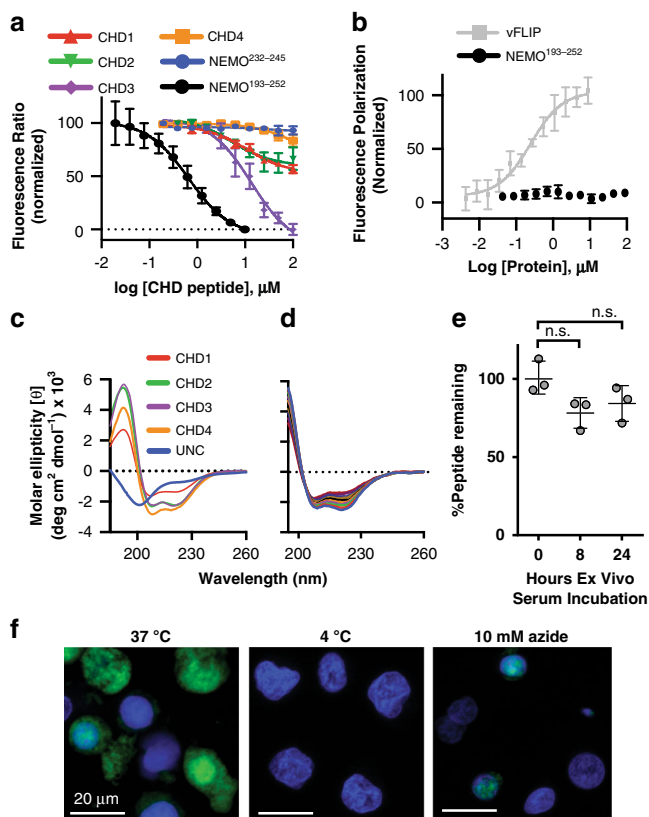 a
CHD1
CHD2
CHD3
CHD4
NEMO²³²⁻²⁴⁵
NEMO¹⁹³⁻²⁵²
Fluorescence Ratio
(normalized)
100
50
0
-2
-1
0
1
2
log [CHD peptide], μM
b
vFLIP
NEMO¹⁹³⁻²⁵²
Fluorescence Polarization
(Normalized)
100
50
0
-3
-2
-1
0
1
2
Log [Protein], μM
c
CHD1
CHD2
CHD3
CHD4
UNC
Molar ellipticity [θ]
(deg cm² dmol⁻¹) x 10³
6
4
2
0
-2
-4
200
220
240
260
d
200
220
240
260
Wavelength (nm)
e
n.s.
n.s.
%Peptide remaining
100
50
0
0
8
24
Hours Ex Vivo
Serum Incubation
f
37 °C
4 °C
10 mM azide
20 μm